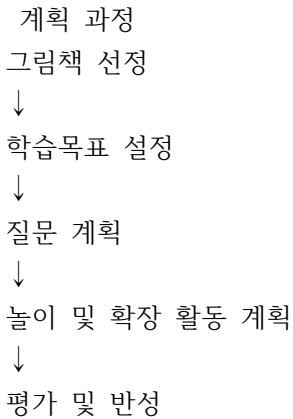 계획 과정
그림책 선정
↓
학습목표 설정
↓
질문 계획
↓
놀이 및 확장 활동 계획
↓
평가 및 반성